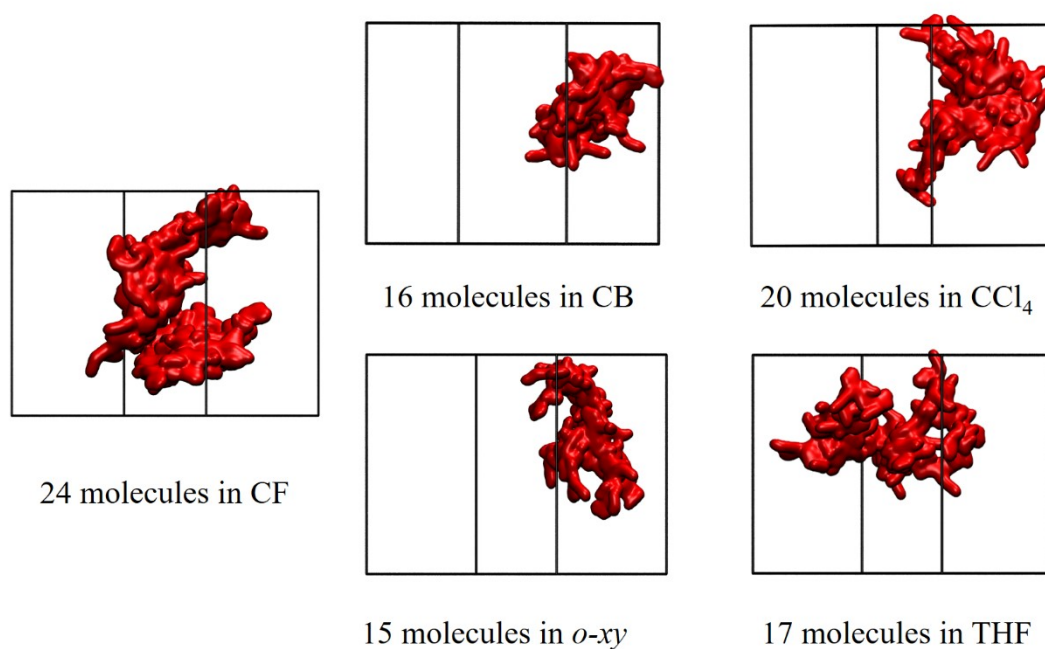 16 molecules in CB
20 molecules in CCl₄
24 molecules in CF
15 molecules in o-xy
17 molecules in THF